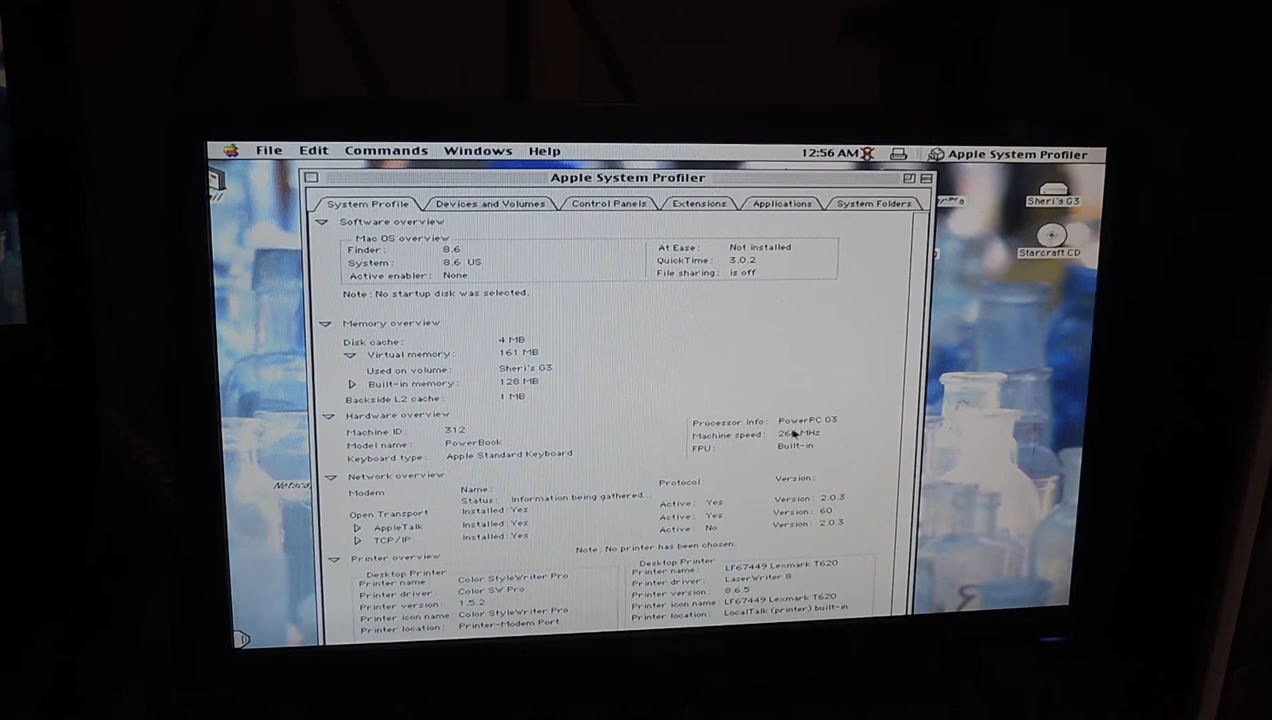 File Edit Commands Windows Help 12:56 AM Apple System Profiler
Apple System Profiler
System Profile Devices and Volumes Control Panels Extensions Applications System Folders
Sheri's G3
Starcraft CD
Software overview
Mac OS overview
Finder: 8.6
System: 8.6 US
Active enabler: None
At Ease: Not installed
QuickTime: 3.0.2
File sharing: is off
Note: No startup disk was selected.
Memory overview
Disk cache: 4 MB
Virtual memory: 161 MB
Used on volume: Sheri's G3
Built-in memory: 128 MB
Backside L2 cache: 1 MB
Hardware overview
Machine ID: 312
Model name: PowerBook
Keyboard type: Apple Standard Keyboard
Processor info: PowerPC G3
Machine speed: MHz
FPU: Built-in
Network overview
Modem Name:
Status: Information being gathered...
Protocol: Version:
Open Transport Installed: Yes Active: Yes Version: 2.0.3
AppleTalk Installed: Yes Active: Yes Version: 60
TCP/IP Installed: Yes Active: No Version: 2.0.3
Printer overview
Note: No printer has been chosen.
Desktop Printer
Printer name: Color StyleWriter Pro
Printer driver: Color SW Pro
Printer version: 1.5.2
Printer icon name: Color StyleWriter Pro
Printer location: Printer-Modem Port
Desktop Printer
Printer name: LF67449 Lexmark T620
Printer driver: LaserWriter 8
Printer version: 8.6.5
Printer icon name: LF67449 Lexmark T620
Printer location: LocalTalk (printer) built-in